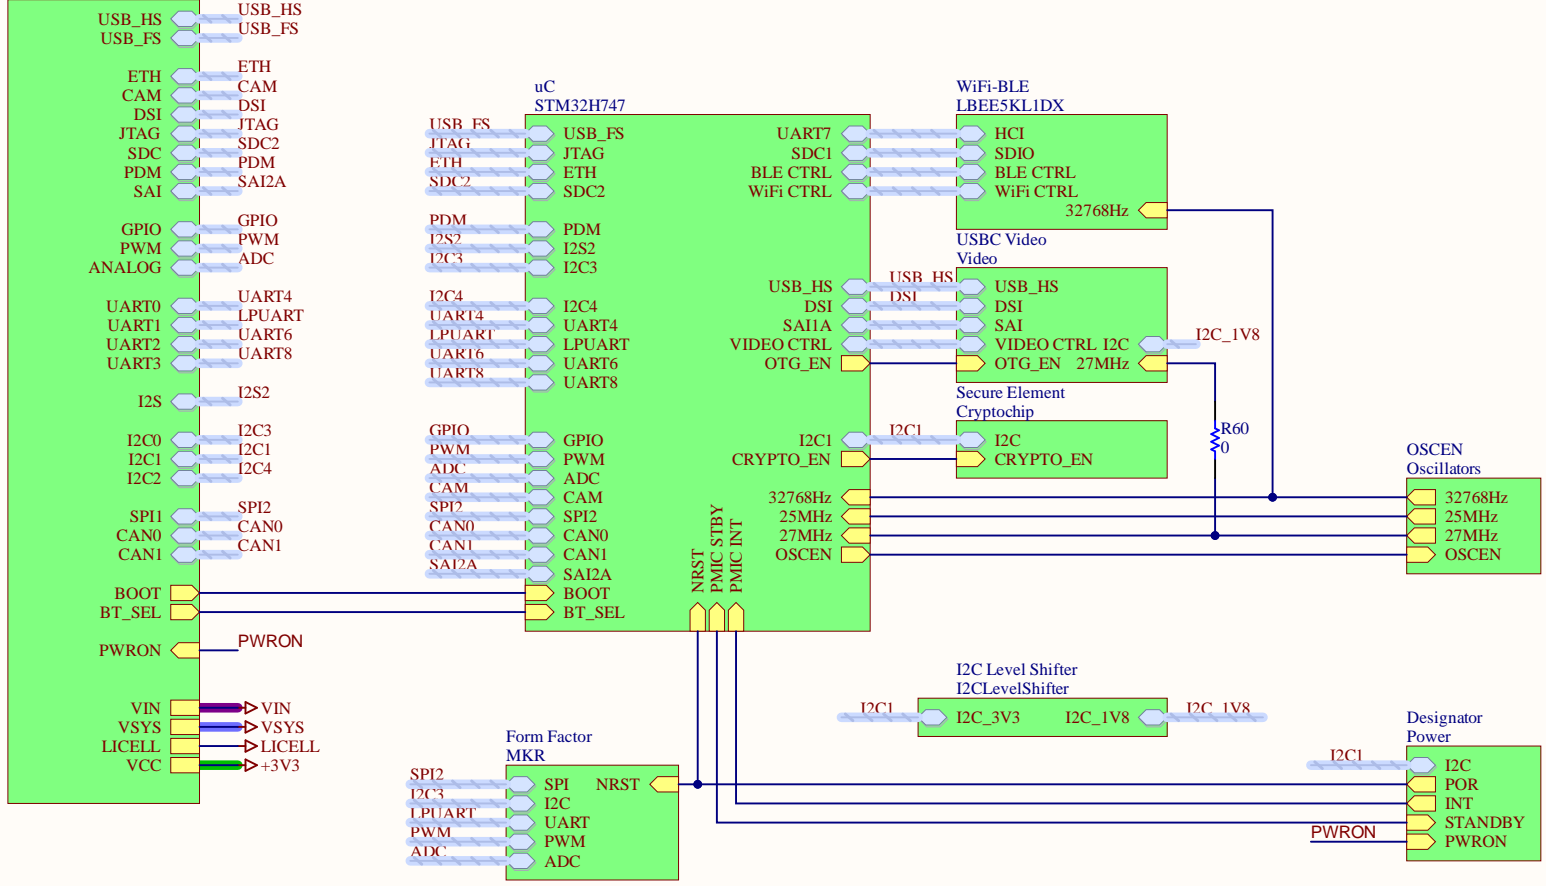 USB_HS USB_HS
USB_FS USB_FS
ETH ETH
CAM CAM
DSI DSI
JTAG JTAG
SDC SDC2
PDM PDM
SAI SAI2A
GPIO GPIO
PWM PWM
ANALOG ADC
UART0 UART4
UART1 LPUART
UART2 UART6
UART3 UART8
I2S I2S2
I2C0 I2C3
I2C1 I2C1
I2C2 I2C4
SPI1 SPI2
CAN0 CAN0
CAN1 CAN1
BOOT
BT_SEL
PWRON PWRON
VIN VIN
VSYS VSYS
LICELL LICELL
VCC +3V3
uC
STM32H747
USB_FS USB_FS
JTAG JTAG
ETH ETH
SDC2 SDC2
PDM PDM
I2S2 I2S2
I2C3 I2C3
I2C4 I2C4
UART4 UART4
LPUART LPUART
UART6 UART6
UART8 UART8
GPIO GPIO
PWM PWM
ADC ADC
CAM CAM
SPI2 SPI2
CAN0 CAN0
CAN1 CAN1
SAI2A SAI2A
BOOT
BT_SEL
UART7
SDC1
BLE CTRL
WiFi CTRL
USB_HS USB_HS
DSI DSI
SAI1A
VIDEO CTRL
OTG_EN
I2C1 I2C1
CRYPTO_EN
32768Hz
25MHz
27MHz
OSCEN
NRST
PMIC STBY
PMIC INT
WiFi-BLE
LBEE5KL1DX
HCI
SDIO
BLE CTRL
WiFi CTRL
32768Hz
USBC Video
Video
USB_HS
DSI
SAI
VIDEO CTRL I2C I2C_1V8
OTG_EN 27MHz
Secure Element
Cryptochip
I2C
CRYPTO_EN
R60
0
OSCEN
Oscillators
32768Hz
25MHz
27MHz
OSCEN
I2C Level Shifter
I2CLevelShifter
I2C1 I2C_3V3 I2C_1V8 I2C_1V8
Form Factor
MKR
SPI2 SPI NRST
I2C3 I2C
LPUART UART
PWM PWM
ADC ADC
Designator
Power
I2C1 I2C
POR
INT
STANDBY
PWRON PWRON